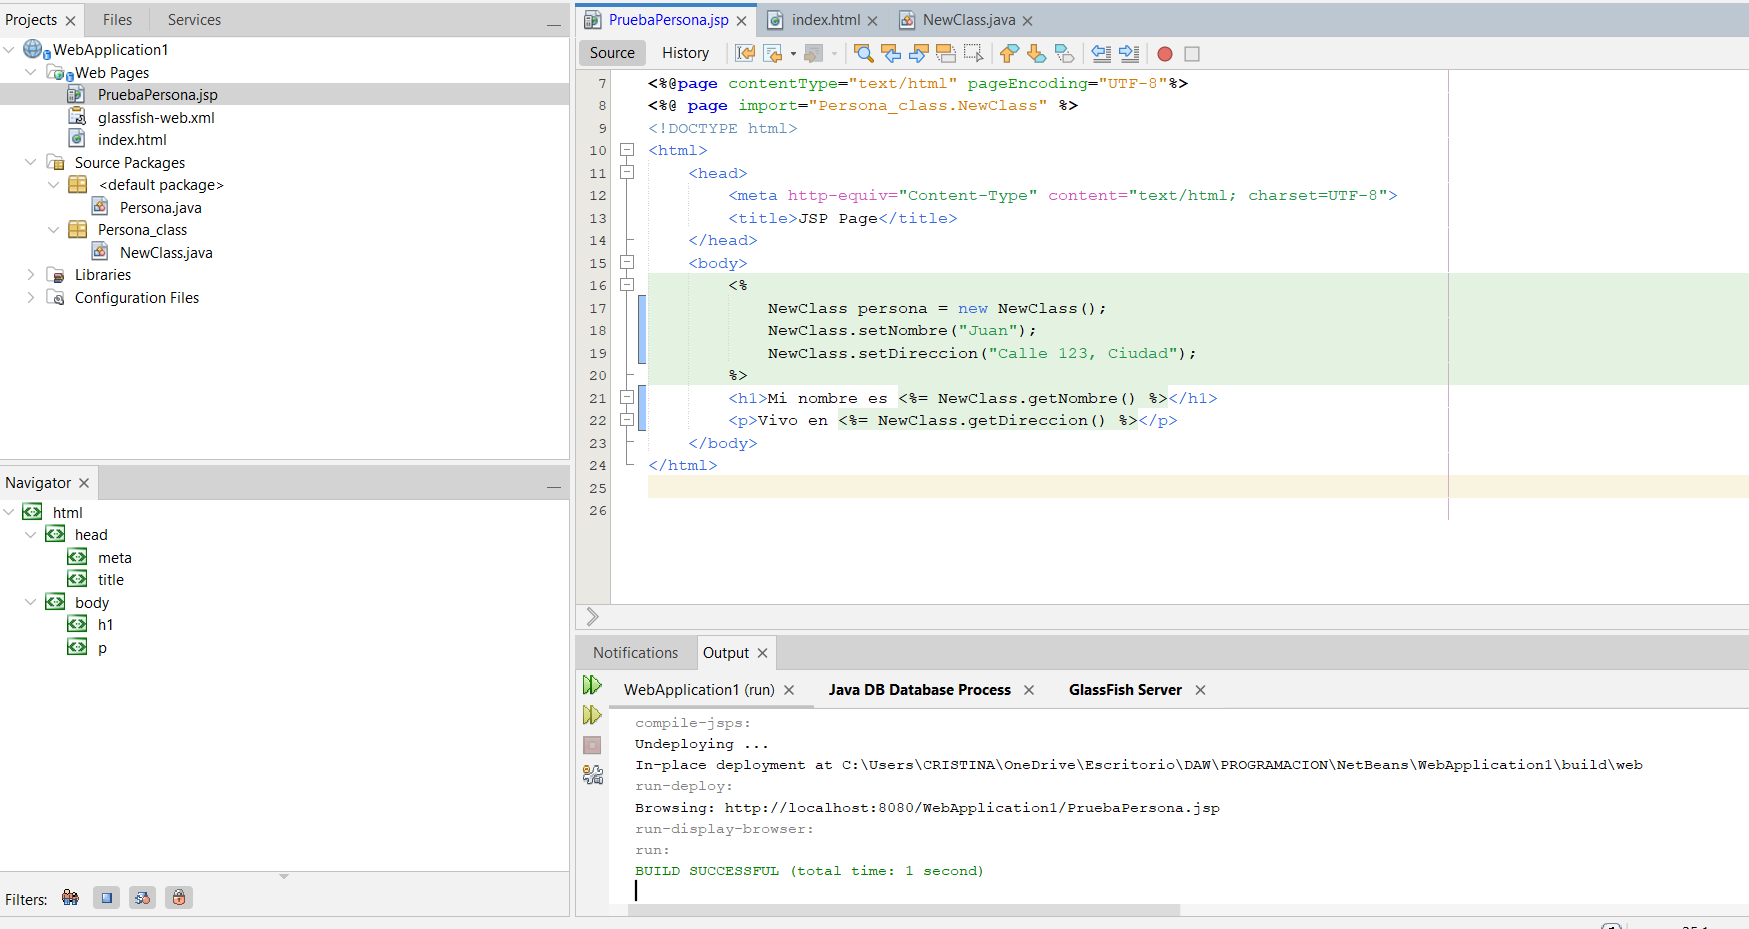 Projects
Files
Services
WebApplication1
Web Pages
PruebaPersona.jsp
glassfish-web.xml
index.html
Source Packages
<default package>
Persona.java
Persona_class
NewClass.java
Libraries
Configuration Files
Navigator
html
head
meta
title
body
h1
p
Filters:
PruebaPersona.jsp
index.html
NewClass.java
Source
History
7 <%@page contentType="text/html" pageEncoding="UTF-8"%>
8 <%@ page import="Persona_class.NewClass" %>
9 <!DOCTYPE html>
10 <html>
11 <head>
12 <meta http-equiv="Content-Type" content="text/html; charset=UTF-8">
13 <title>JSP Page</title>
14 </head>
15 <body>
16 <%
17 NewClass persona = new NewClass();
18 NewClass.setNombre("Juan");
19 NewClass.setDireccion("Calle 123, Ciudad");
20 %>
21 <h1>Mi nombre es <%= NewClass.getNombre() %></h1>
22 <p>Vivo en <%= NewClass.getDireccion() %></p>
23 </body>
24 </html>
25
26
Notifications
Output
WebApplication1 (run)
Java DB Database Process
GlassFish Server
compile-jsps:
Undeploying ...
In-place deployment at C:\Users\CRISTINA\OneDrive\Escritorio\DAW\PROGRAMACION\NetBeans\WebApplication1\build\web
run-deploy:
Browsing: http://localhost:8080/WebApplication1/PruebaPersona.jsp
run-display-browser:
run:
BUILD SUCCESSFUL (total time: 1 second)